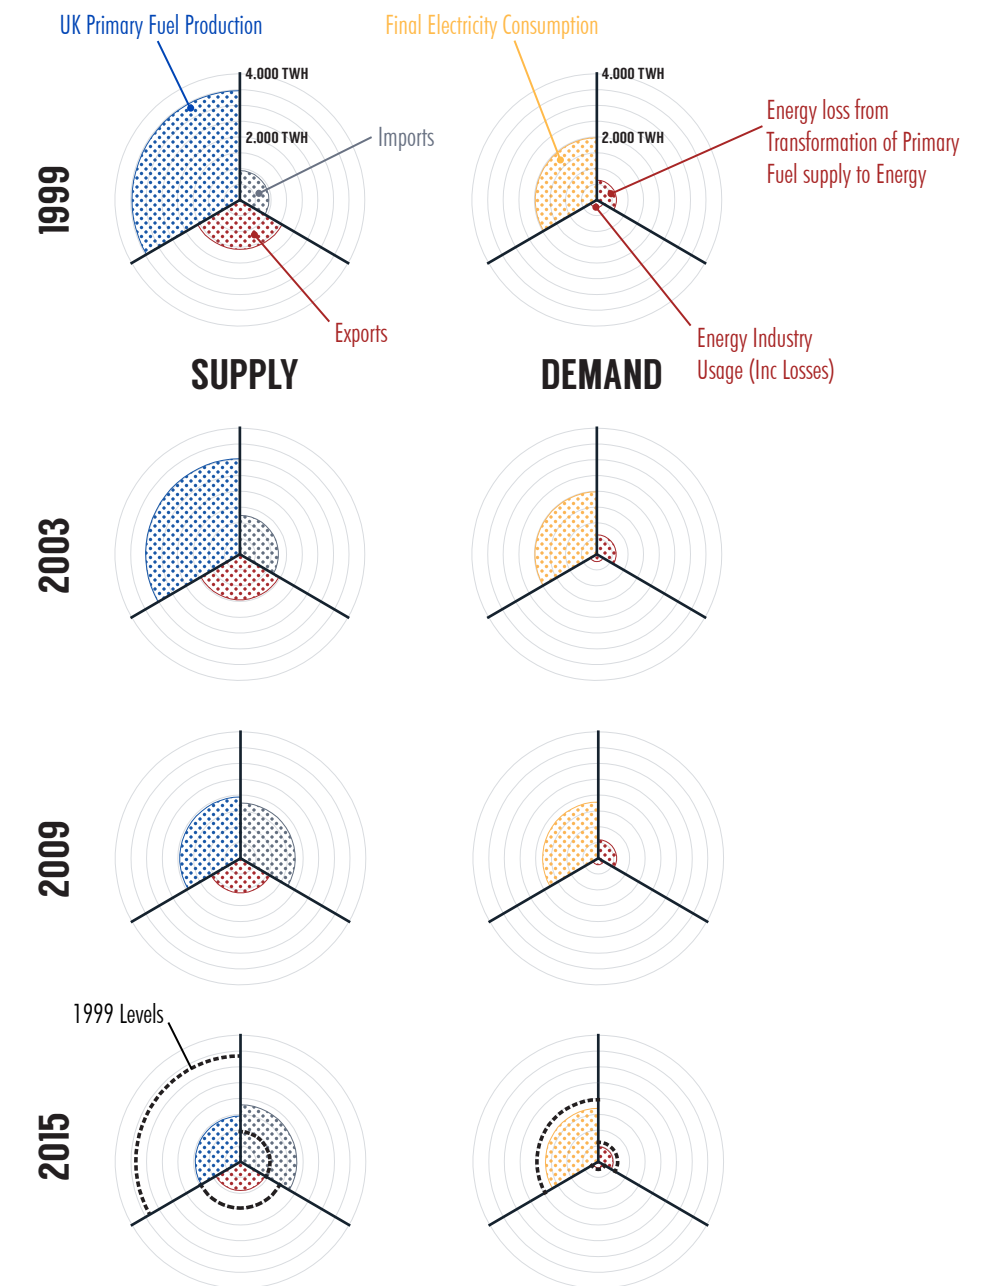 UK Primary Fuel Production
Final Electricity Consumption
4.000 TWH
2.000 TWH
Imports
4.000 TWH
2.000 TWH
Energy loss from
Transformation of Primary
Fuel supply to Energy
1999
Exports
Energy Industry
Usage (Inc Losses)
SUPPLY
DEMAND
2003
2009
1999 Levels
2015